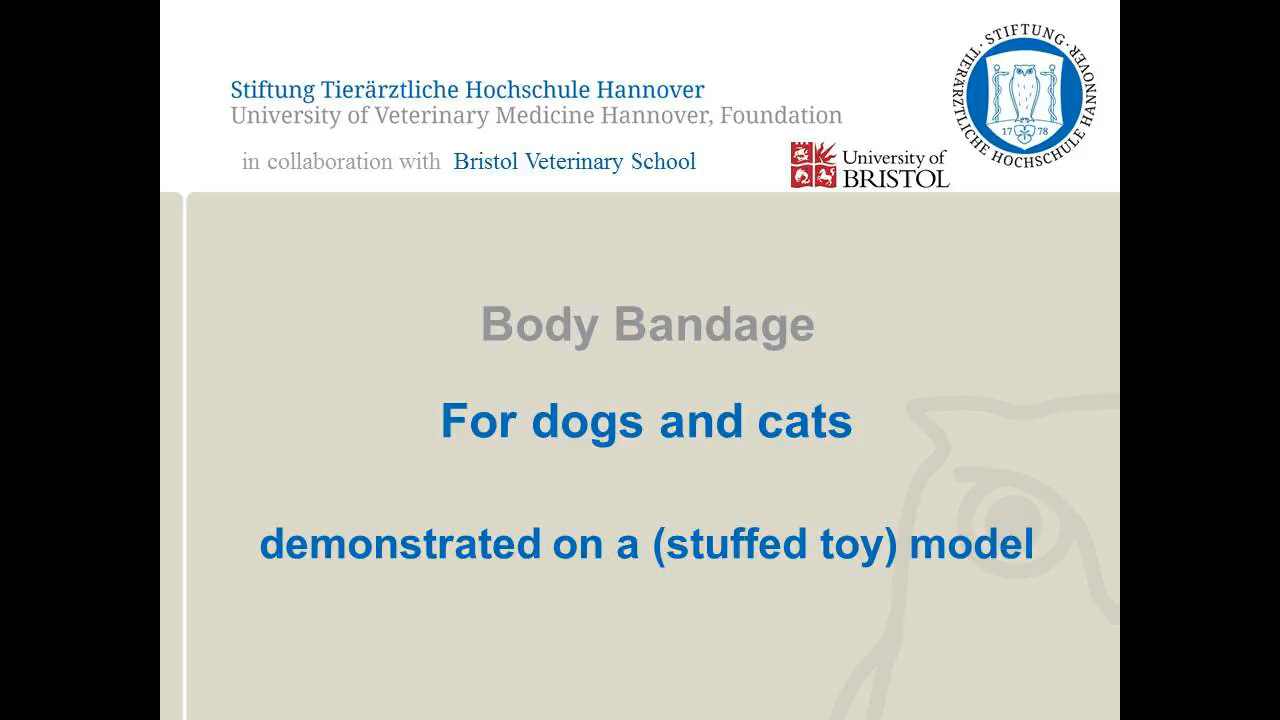 Stiftung Tierärztliche Hochschule Hannover
University of Veterinary Medicine Hannover, Foundation
in collaboration with Bristol Veterinary School
University of
BRISTOL
· STIFTUNG ·
TIERÄRZTLICHE HOCHSCHULE HANNOVER
17 78
Body Bandage
For dogs and cats
demonstrated on a (stuffed toy) model